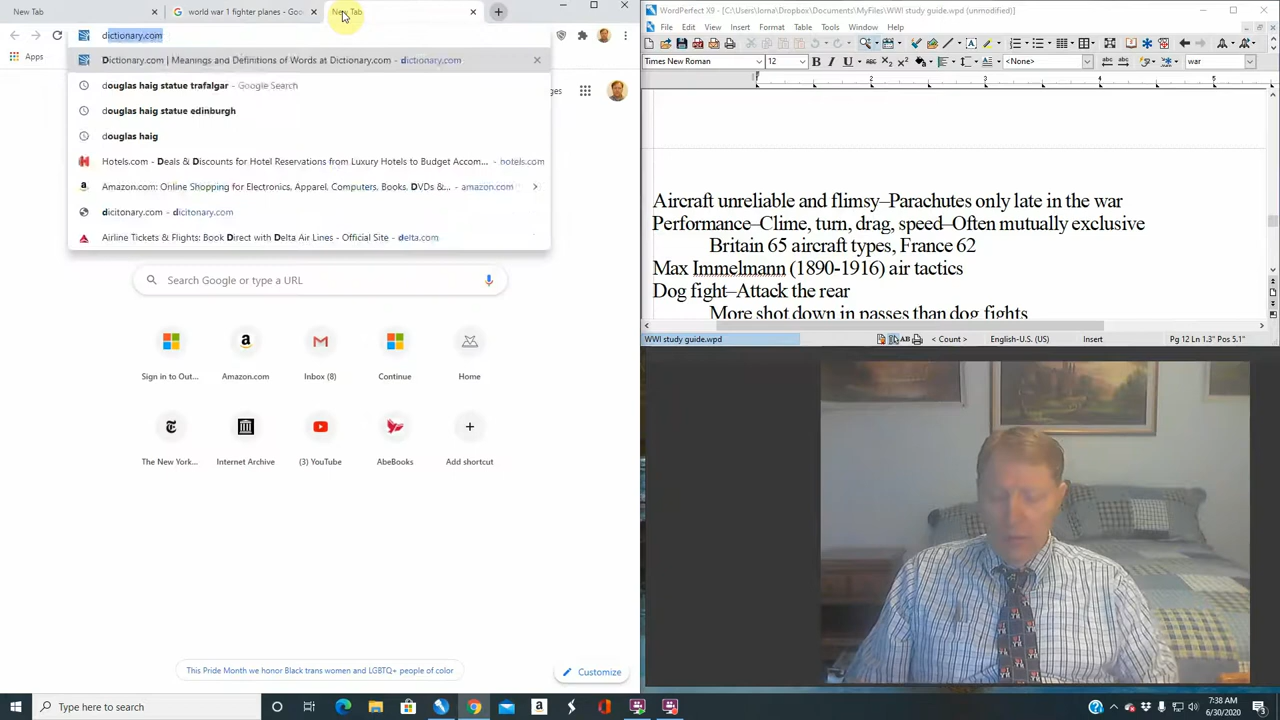 New Tab
world war 1 fighter planes - Goo
New Tab
dictionary.com
Apps
Dictionary.com | Meanings and Definitions of Words at Dictionary.com - dictionary.com
douglas haig statue trafalgar - Google Search
douglas haig statue edinburgh
douglas haig
Hotels.com - Deals & Discounts for Hotel Reservations from Luxury Hotels to Budget Accom... - hotels.com
Amazon.com: Online Shopping for Electronics, Apparel, Computers, Books, DVDs &... - amazon.com
dicitonary.com - dicitonary.com
Airline Tickets & Flights: Book Direct with Delta Air Lines - Official Site - delta.com
Search Google or type a URL
Sign in to Out...
Amazon.com
Inbox (8)
Continue
Home
The New York...
Internet Archive
(3) YouTube
AbeBooks
Add shortcut
This Pride Month we honor Black trans women and LGBTQ+ people of color
Customize
WordPerfect X9 - [C:\Users\lorna\Dropbox\Documents\MyFiles\WWI study guide.wpd (unmodified)]
File Edit View Insert Format Table Tools Window Help
Times New Roman 12 B I U <None> war
Aircraft unreliable and flimsy–Parachutes only late in the war
Performance–Clime, turn, drag, speed–Often mutually exclusive
Britain 65 aircraft types, France 62
Max Immelmann (1890-1916) air tactics
Dog fight–Attack the rear
More shot down in passes than dog fights
WWI study guide.wpd
AB < Count > English-U.S. (US) Insert Pg 12 Ln 1.3" Pos 5.1"
Type here to search
7:38 AM
6/30/2020